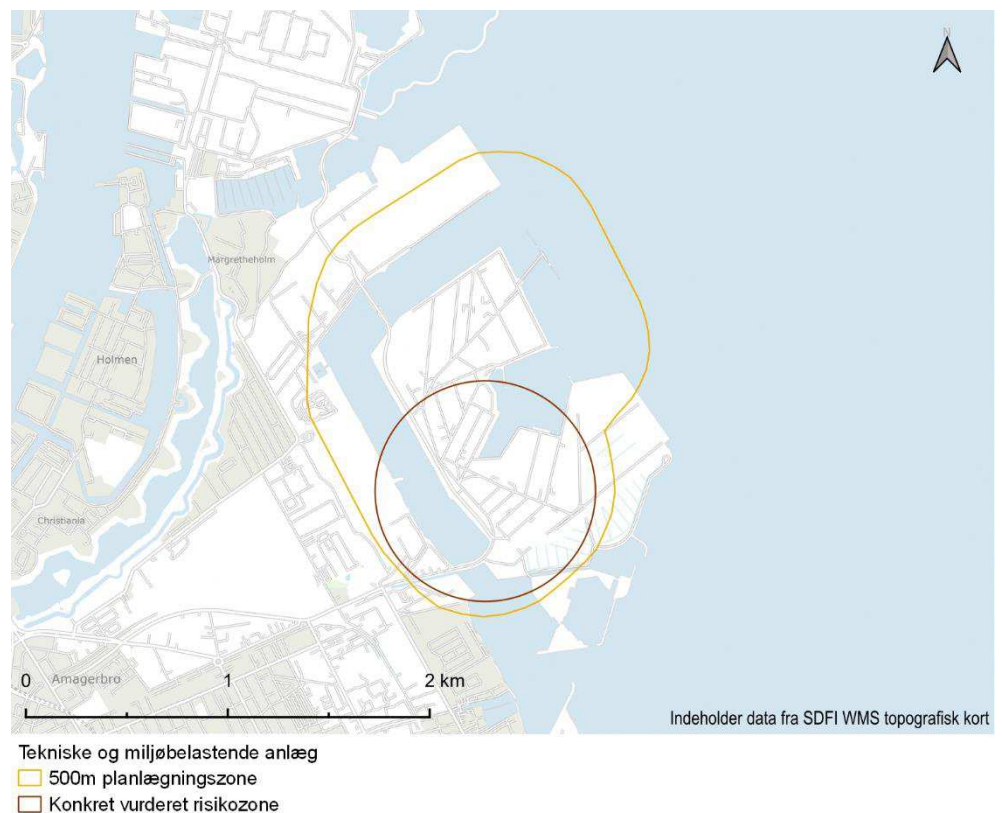 N
Margretheholm
Holmen
Christiania
Amagerbro
0 1 2 km
Indeholder data fra SDFI WMS topografisk kort
Tekniske og miljøbelastende anlæg
500m planlægningszone
Konkret vurderet risikozone